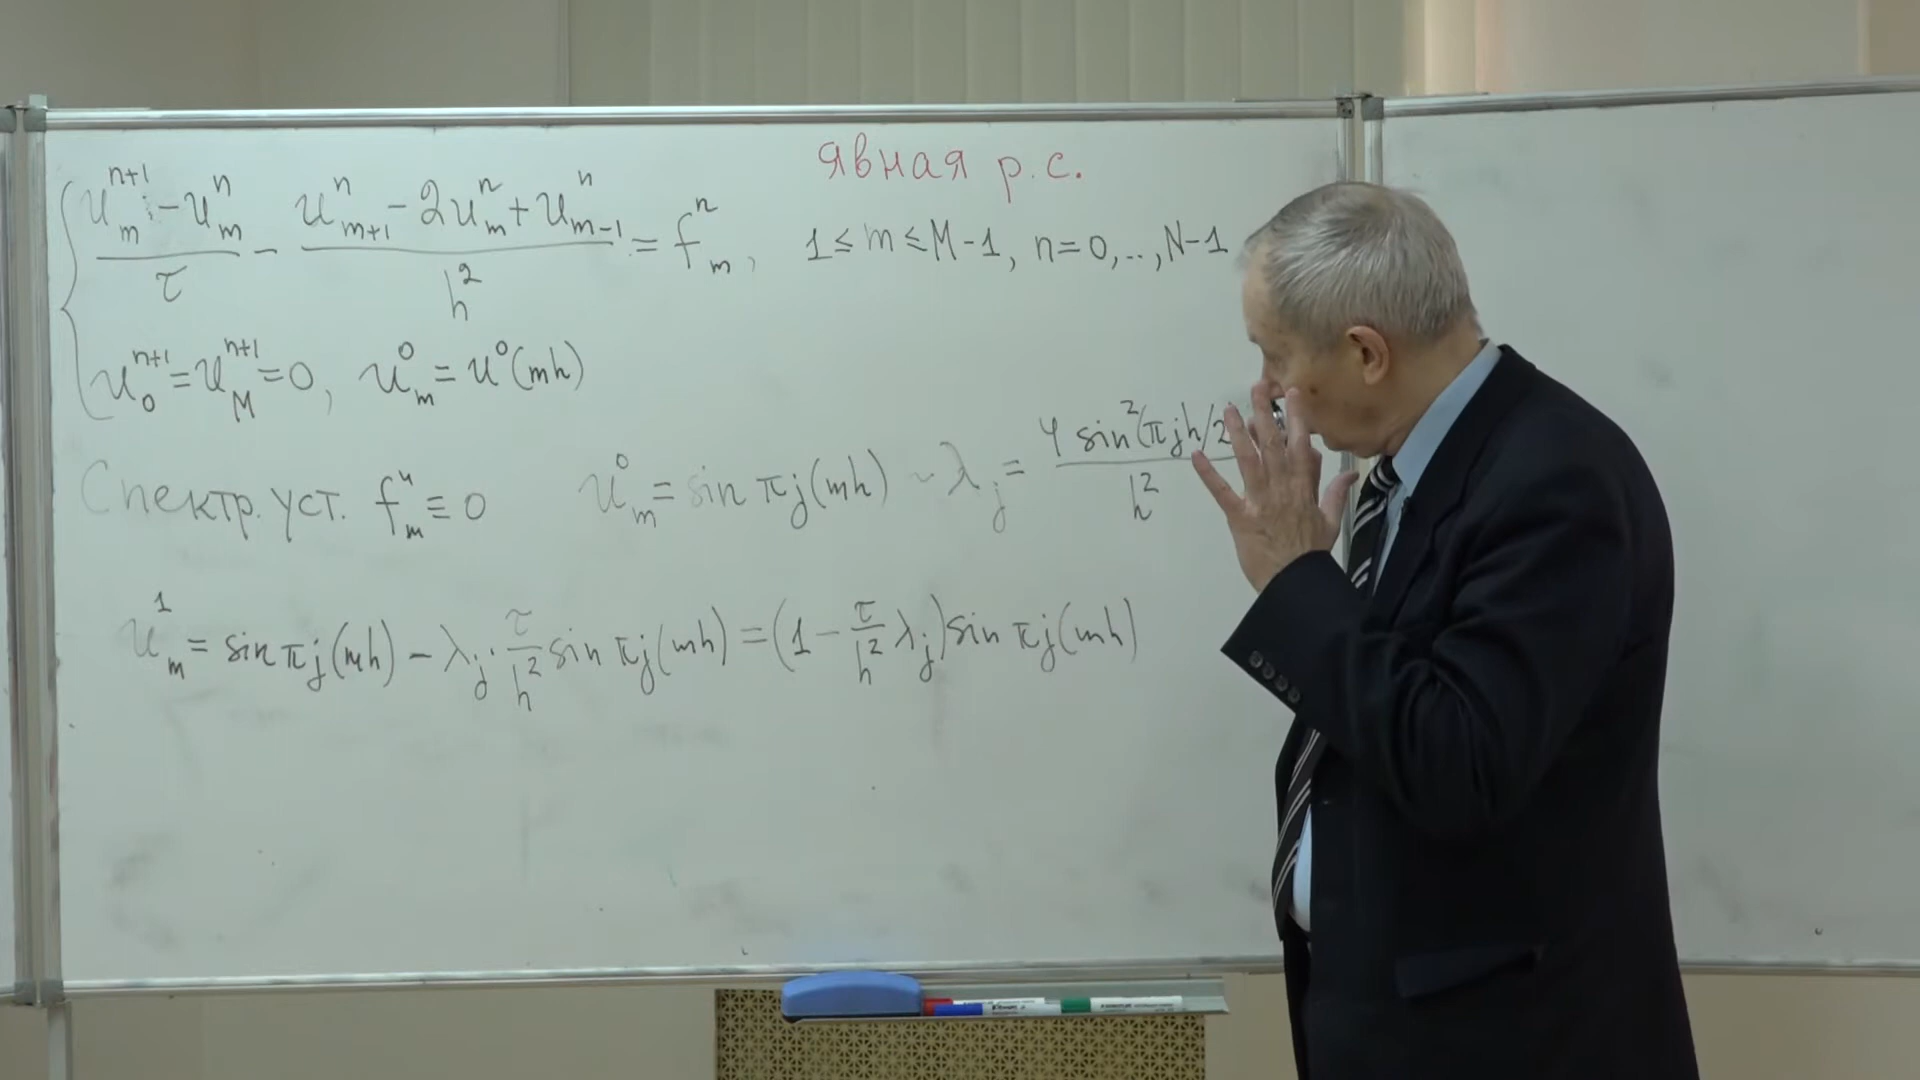 явная р.с.
(u_m^{n+1} - u_m^n)/τ - (u_{m+1}^n - 2u_m^n + u_{m-1}^n)/h^2 = f_m^n, 1 ≤ m ≤ M-1, n=0,..,N-1
u_0^{n+1} = u_M^{n+1} = 0, u_m^0 = u^0(mh)
Спектр. уст. f_m^n ≡ 0 u_m^0 = sin πj(mh) ~ λ_j = 4 sin^2(πjh/2 / h^2
u_m^1 = sin πj(mh) - λ_j · τ/h^2 sin πj(mh) = (1 - τ/h^2 λ_j) sin πj(mh)